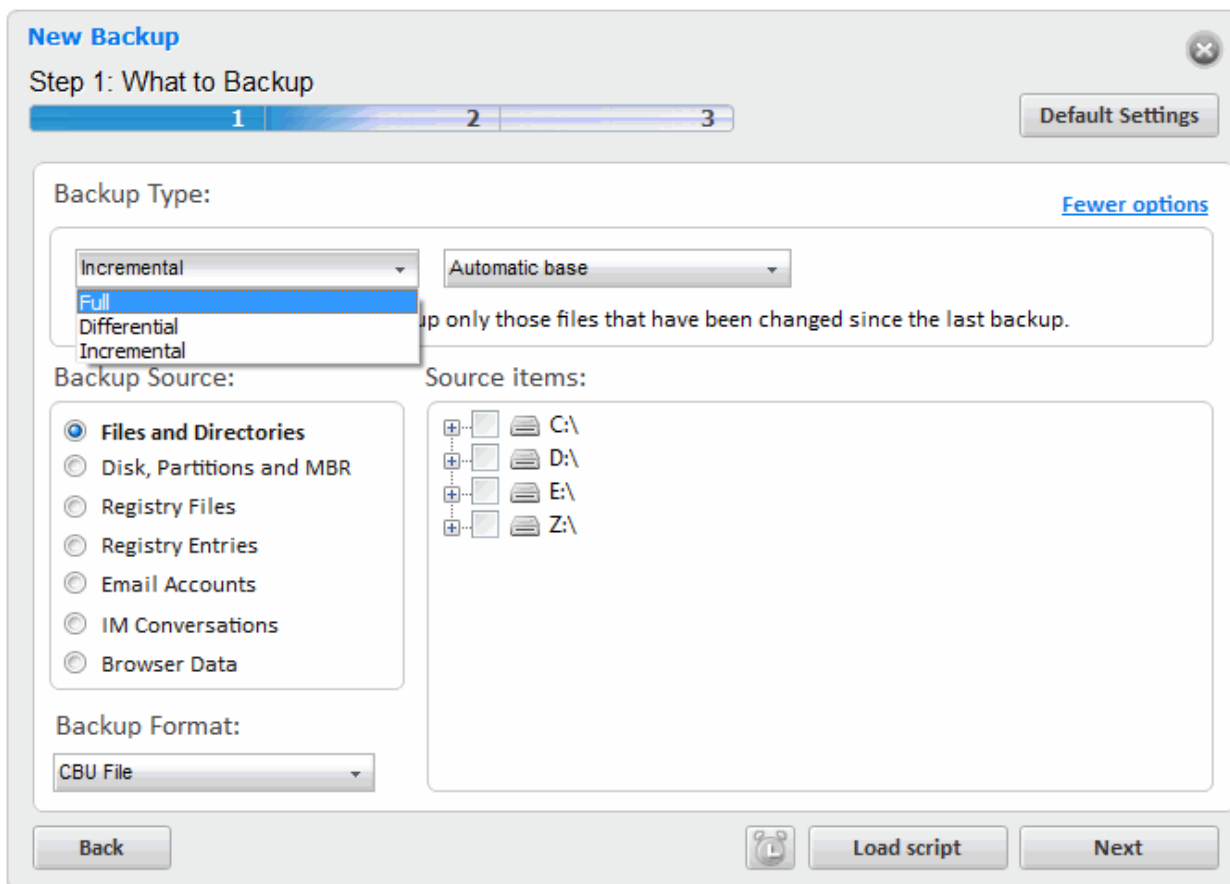 New Backup
Step 1: What to Backup
1 2 3
Default Settings
Backup Type:
Fewer options
Incremental
Automatic base
Full
Differential
Incremental
only those files that have been changed since the last backup.
Backup Source:
Source items:
Files and Directories
Disk, Partitions and MBR
Registry Files
Registry Entries
Email Accounts
IM Conversations
Browser Data
C:\
D:\
E:\
Z:\
Backup Format:
CBU File
Back
Load script
Next